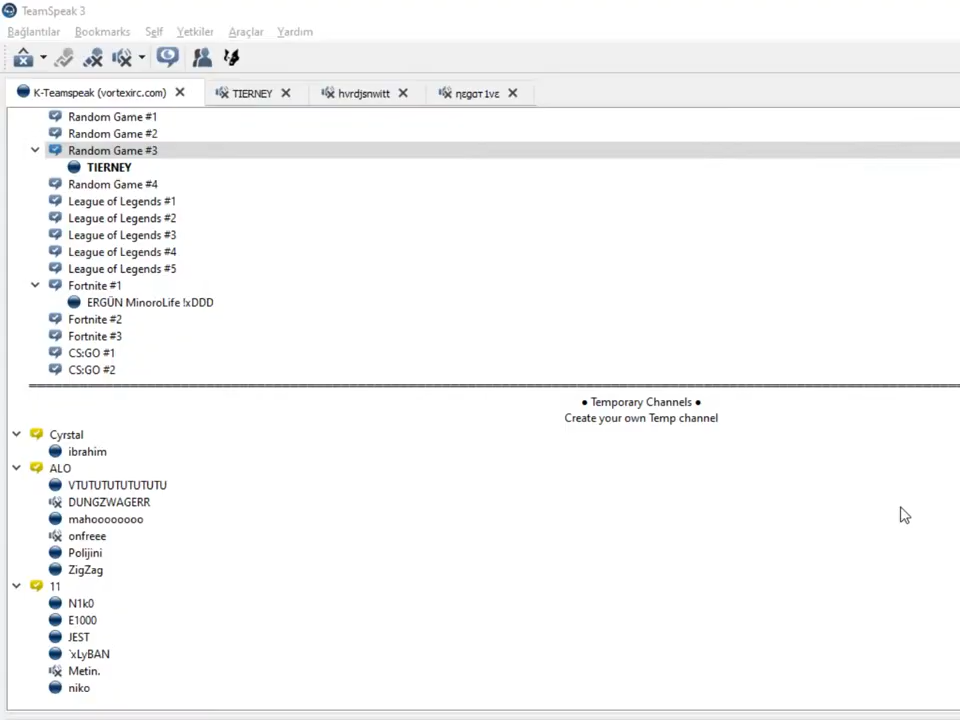 TeamSpeak 3
Bağlantılar Bookmarks Self Yetkiler Araçlar Yardım
K-Teamspeak (vortexirc.com) TIERNEY hvrdjsnwitt ηεgατ1νε
Random Game #1
Random Game #2
Random Game #3
TIERNEY
Random Game #4
League of Legends #1
League of Legends #2
League of Legends #3
League of Legends #4
League of Legends #5
Fortnite #1
ERGÜN MinoroLife !xDDD
Fortnite #2
Fortnite #3
CS:GO #1
CS:GO #2
● Temporary Channels ●
Create your own Temp channel
Cyrstal
ibrahim
ALO
VTUTUTUTUTUTUTU
DUNGZWAGERR
mahoooooooo
onfreee
Polijini
ZigZag
11
N1k0
E1000
JEST
`xLyBAN
Metin.
niko